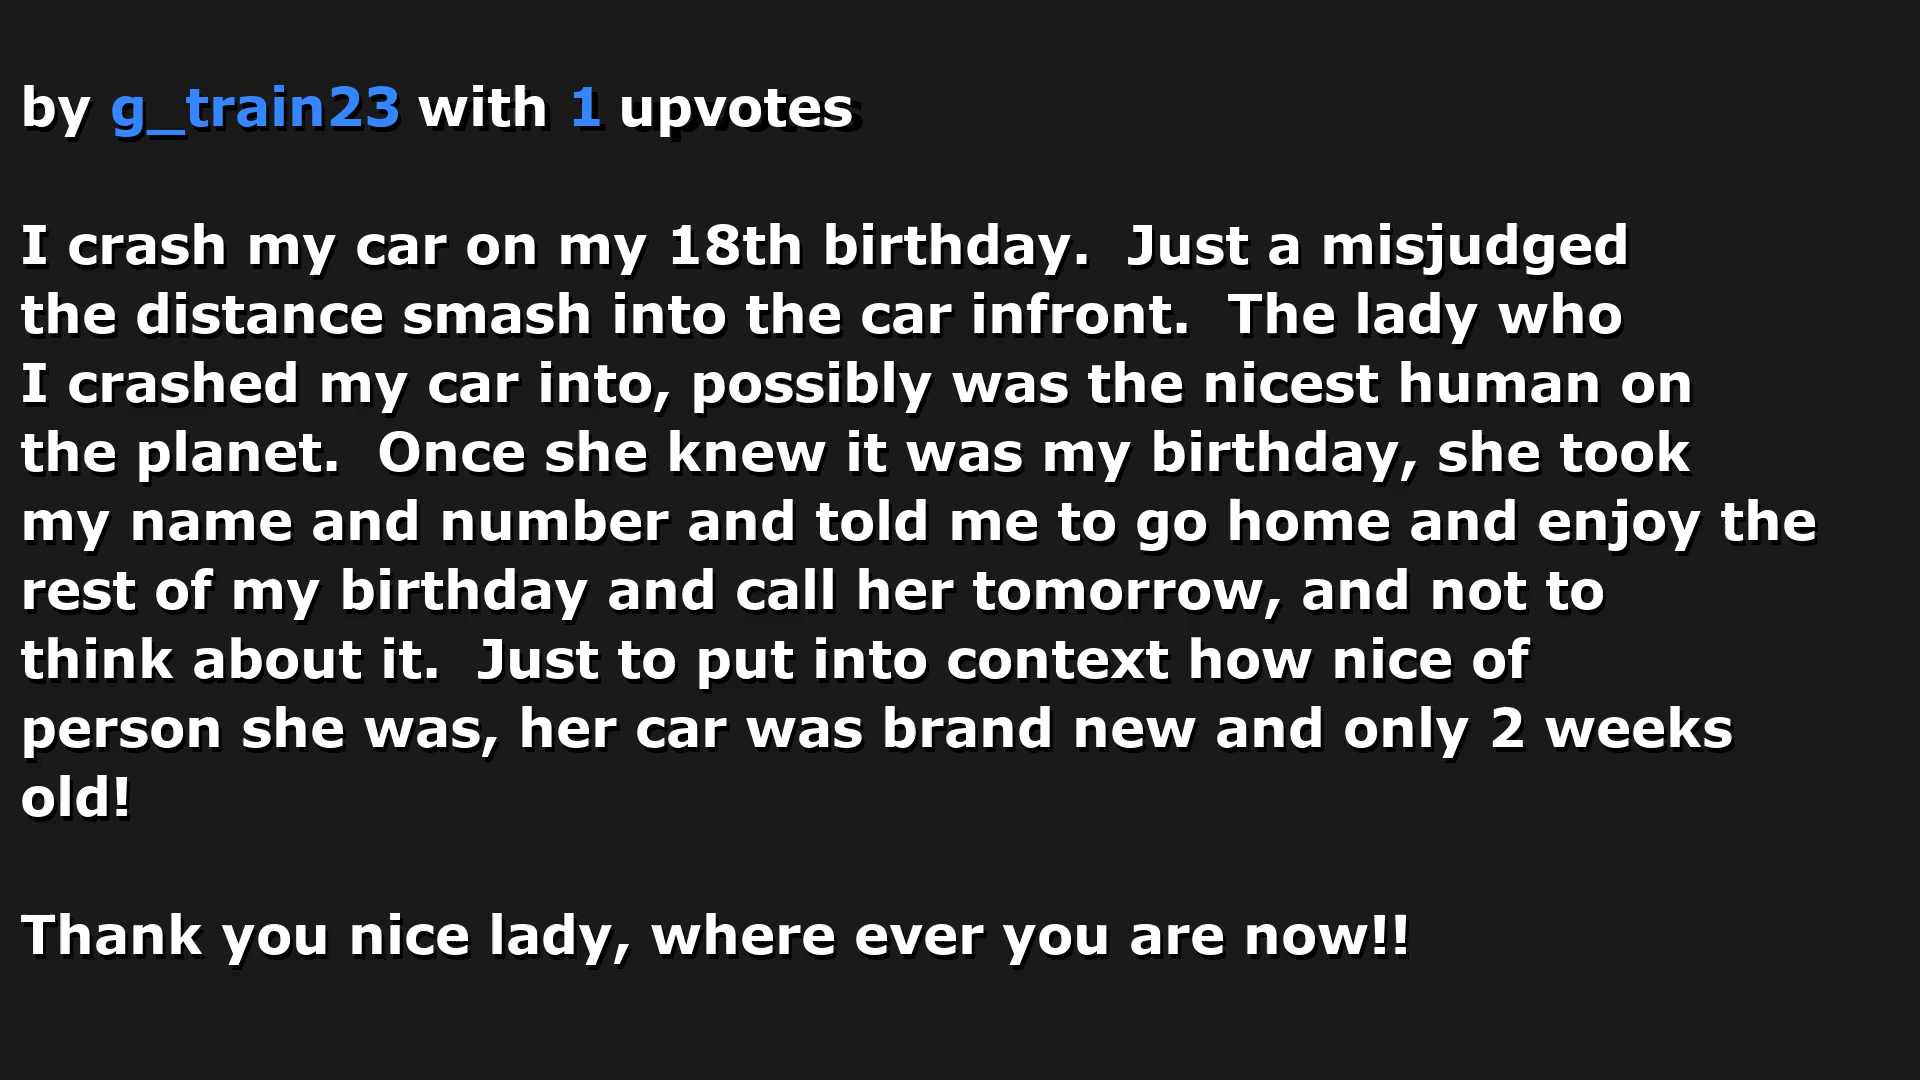 by g_train23 with 1 upvotes
I crash my car on my 18th birthday.  Just a misjudged
the distance smash into the car infront.  The lady who
I crashed my car into, possibly was the nicest human on
the planet.  Once she knew it was my birthday, she took
my name and number and told me to go home and enjoy the
rest of my birthday and call her tomorrow, and not to
think about it.  Just to put into context how nice of
person she was, her car was brand new and only 2 weeks
old!
Thank you nice lady, where ever you are now!!